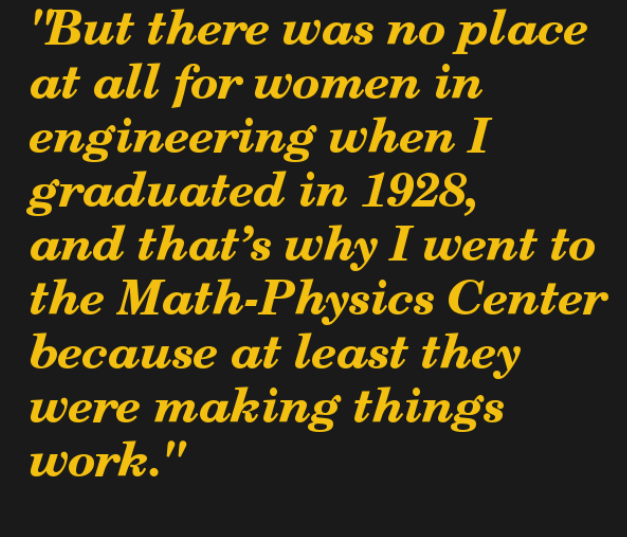 "But there was no place
at all for women in
engineering when I
graduated in 1928,
and that’s why I went to
the Math-Physics Center
because at least they
were making things
work."